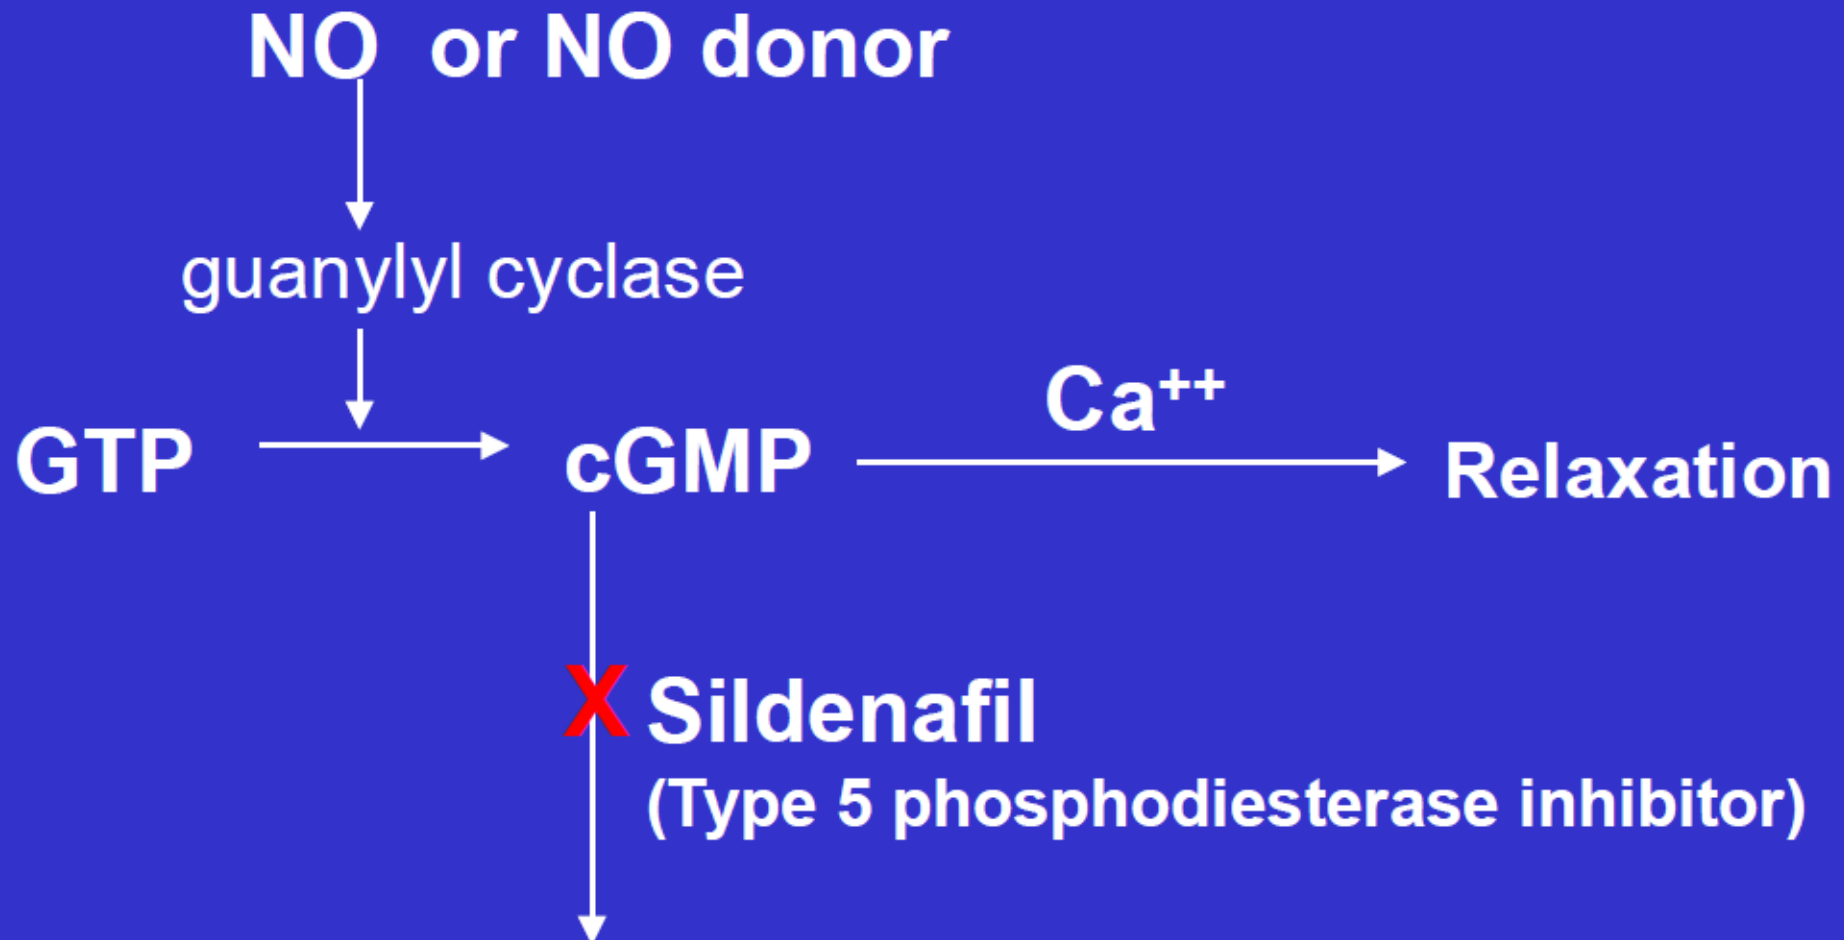 NO or NO donor
guanylyl cyclase
Ca⁺⁺
GTP cGMP Relaxation
X Sildenafil
(Type 5 phosphodiesterase inhibitor)